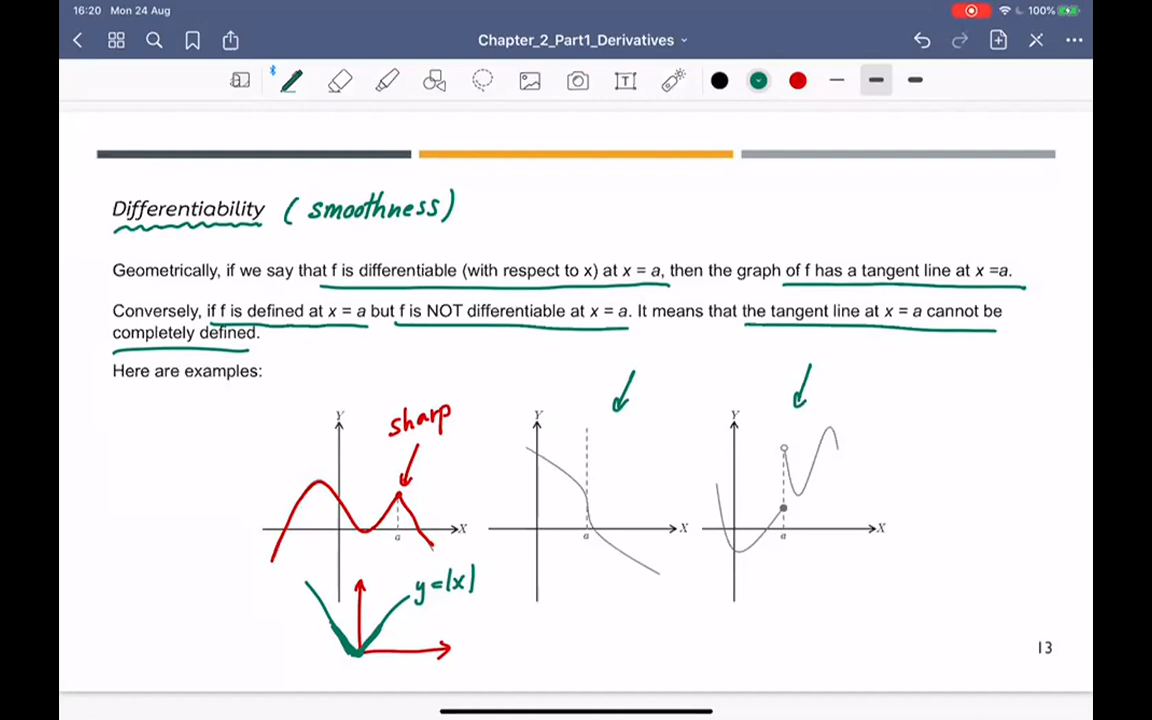 16:20 Mon 24 Aug
100%
Chapter_2_Part1_Derivatives
T
Differentiability (smoothness)
Geometrically, if we say that f is differentiable (with respect to x) at x = a, then the graph of f has a tangent line at x =a.
Conversely, if f is defined at x = a but f is NOT differentiable at x = a. It means that the tangent line at x = a cannot be
completely defined.
Here are examples:
sharp
Y
Y
Y
X
X
X
a
a
a
y=|x|
13